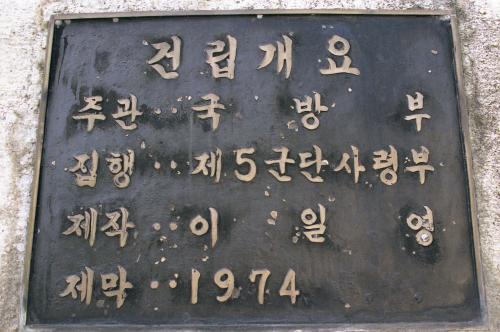 건립개요
주관··국방부
집행··제5군단사령부
제작··이일영
제막··1974